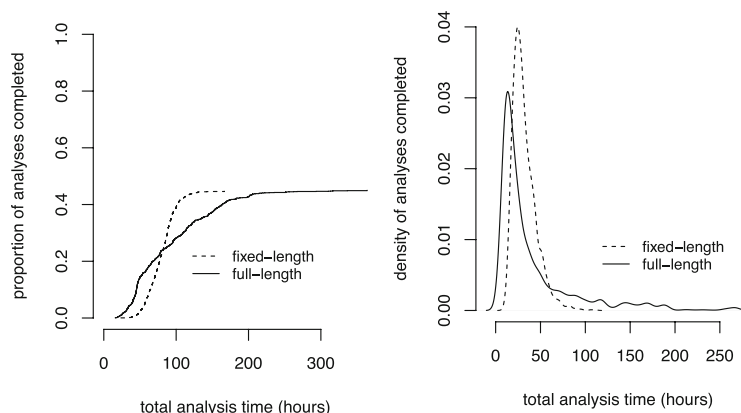 proportion of analyses completed
1.0
0.8
0.6
0.4
0.2
0.0
fixed−length
full−length
0 100 200 300
total analysis time (hours)
density of analyses completed
0.04
0.03
0.02
0.01
0.00
fixed−length
full−length
0 50 100 150 200 250
total analysis time (hours)